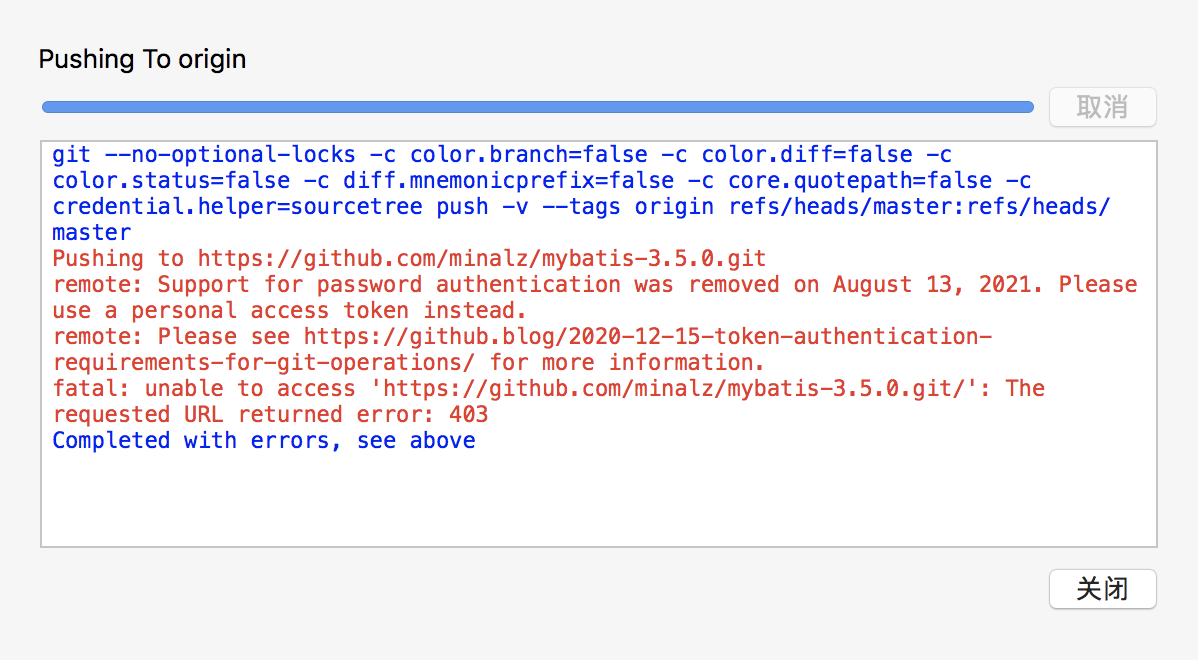 Pushing To origin
取消
git --no-optional-locks -c color.branch=false -c color.diff=false -c
color.status=false -c diff.mnemonicprefix=false -c core.quotepath=false -c
credential.helper=sourcetree push -v --tags origin refs/heads/master:refs/heads/
master
Pushing to https://github.com/minalz/mybatis-3.5.0.git
remote: Support for password authentication was removed on August 13, 2021. Please
use a personal access token instead.
remote: Please see https://github.blog/2020-12-15-token-authentication-
requirements-for-git-operations/ for more information.
fatal: unable to access 'https://github.com/minalz/mybatis-3.5.0.git/': The
requested URL returned error: 403
Completed with errors, see above
关闭